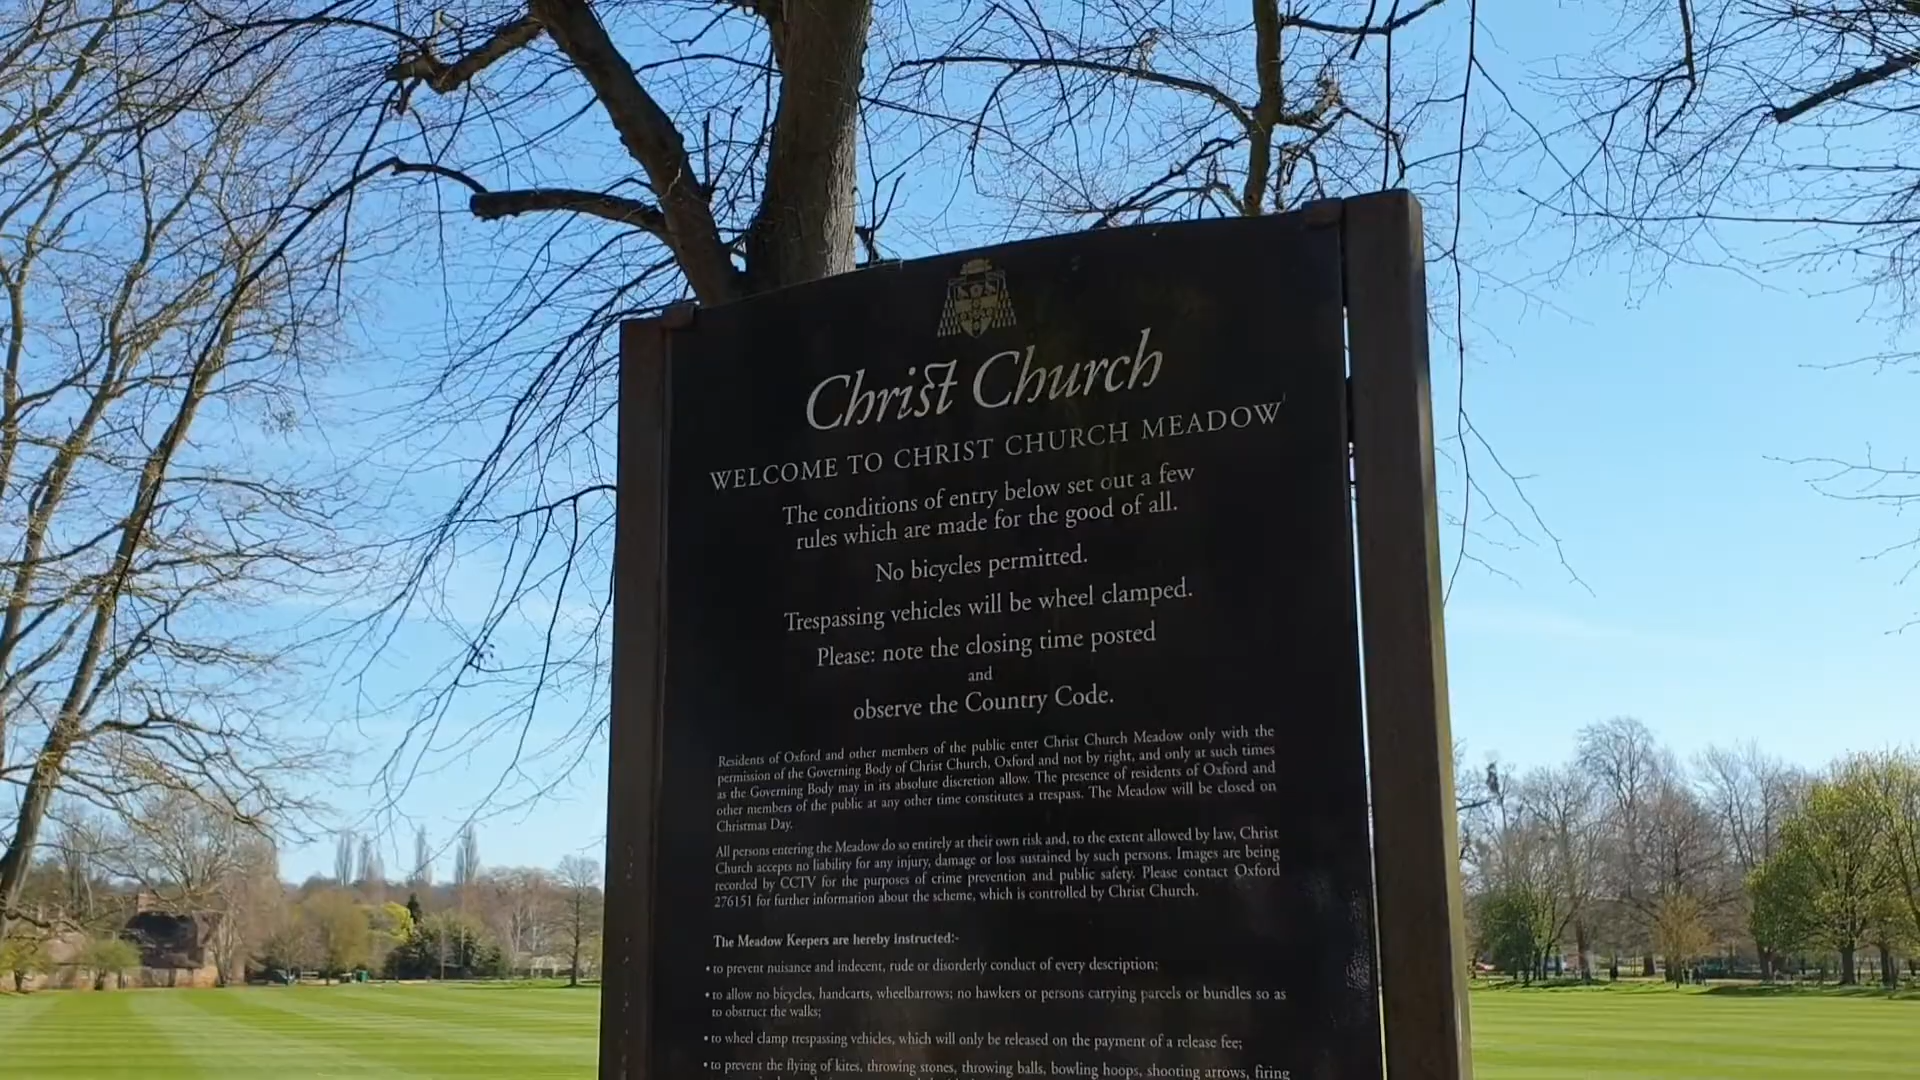 Christ Church
WELCOME TO CHRIST CHURCH MEADOW
The conditions of entry below set out a few
rules which are made for the good of all.
No bicycles permitted.
Trespassing vehicles will be wheel clamped.
Please: note the closing time posted
and
observe the Country Code.
Residents of Oxford and other members of the public enter Christ Church Meadow only with the
permission of the Governing Body of Christ Church, Oxford and not by right, and only at such times
as the Governing Body may in its absolute discretion allow. The presence of residents of Oxford and
other members of the public at any other time constitutes a trespass. The Meadow will be closed on
Christmas Day.
All persons entering the Meadow do so entirely at their own risk and, to the extent allowed by law, Christ
Church accepts no liability for any injury, damage or loss sustained by such persons. Images are being
recorded by CCTV for the purposes of crime prevention and public safety. Please contact Oxford
276151 for further information about the scheme, which is controlled by Christ Church.
The Meadow Keepers are hereby instructed:-
• to prevent nuisance and indecent, rude or disorderly conduct of every description;
• to allow no bicycles, handcarts, wheelbarrows; no hawkers or persons carrying parcels or bundles so as
to obstruct the walks;
• to wheel clamp trespassing vehicles, which will only be released on the payment of a release fee;
• to prevent the flying of kites, throwing stones, throwing balls, bowling hoops, shooting arrows, firing